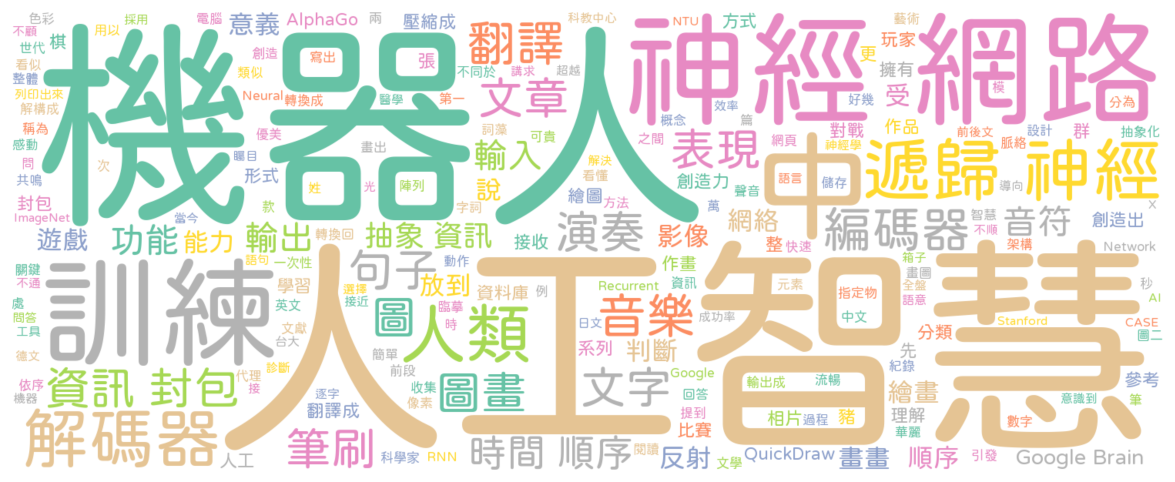 機器人
人工智慧
神經網路
訓練
遞歸神經
解碼器
編碼器
資訊封包
人類
翻譯
文章
表現
中
句子
演奏
音樂
圖畫
圖
文字
筆刷
時間順序
輸入
輸出
功能
能力
抽象資訊
影像
音符
網絡
放到
判斷
反射
畫畫
順序
繪畫
相片
豬
遊戲
意義
AlphaGo
壓縮成
張
說
受
玩家
擁有
更
方式
群
對戰
作品
創造力
創造出
Google Brain
QuickDraw
翻譯成
學習
資料庫
系列
比賽
理解
先
分類
參考
整
接收
繪圖
形式
封包
棋
色彩
不顧
世代
看似
整體
列印出來
解構成
稱為
感動
問
共鳴
ImageNet
次
採用
用以
電腦
創造
類似
Neural
轉換成
優美
矚目
當今
兩
寫出
醫學
畫出
姓
光
陣列
款
不同於
第一
講求
超越
詞藻
可貴
篇
字詞
科教中心
NTU
藝術
效率
好幾
模
分為
概念
之間
網頁
神經學
前後文
脈絡
設計
抽象化
解決
看懂
方法
聲音
萬
語言
儲存
導向
X
智慧
不順
架構
Network
快速
箱子
畫圖
秒
AI
全盤
語意
元素
指定物
中文
Stanford
CASE
圖二
成功率
Recurrent
作畫
資訊
日文
例
動作
轉換回
語句
一次性
選擇
接近
臨摹
時
英文
文獻
台大
關鍵
不通
處
問答
工具
德文
依序
機器
代理
接
診斷
簡單
前段
收集
像素
逐字
人工
科學家
RNN
閱讀
文學
Google
回答
提到
輸出成
流暢
過程
紀錄
華麗
意識到
筆
數字
引發